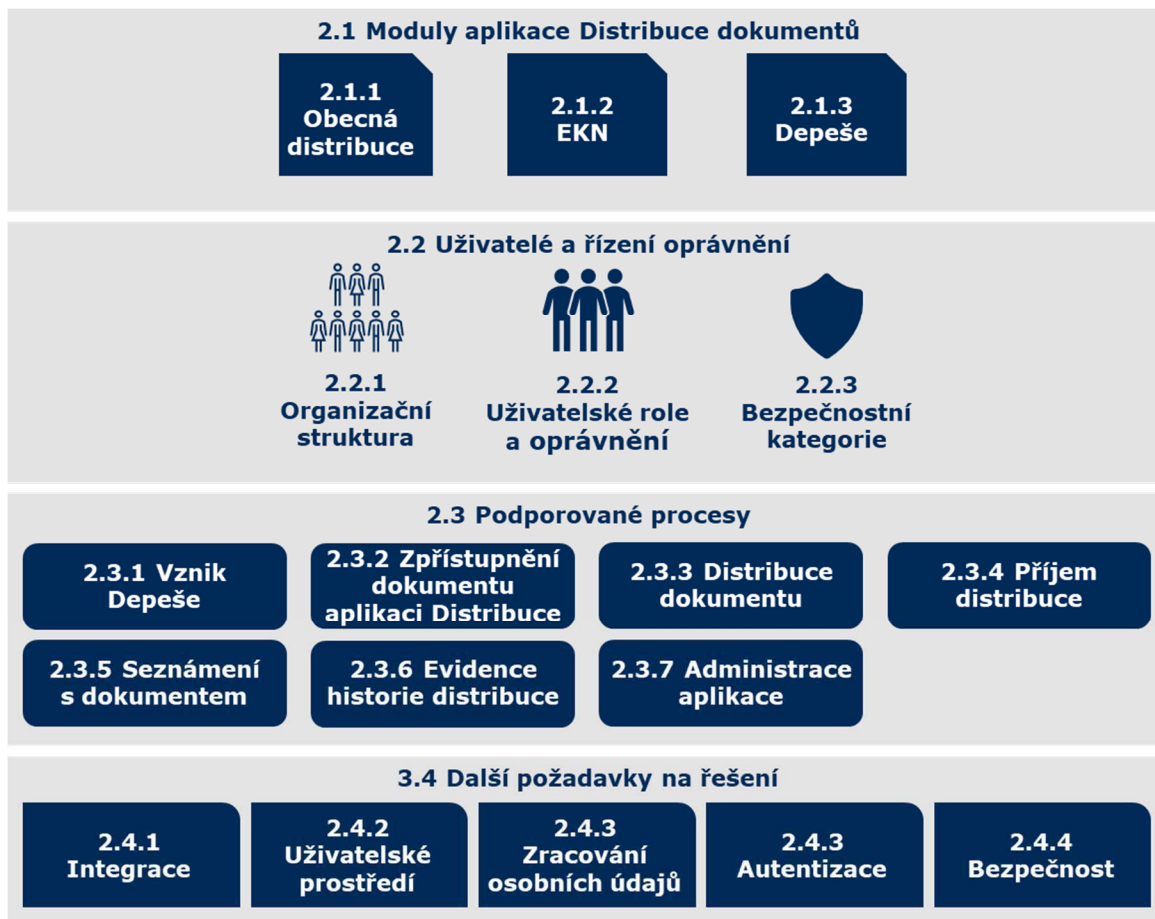 2.1 Moduly aplikace Distribuce dokumentů
2.1.1
Obecná
distribuce
2.1.2
EKN
2.1.3
Depeše
2.2 Uživatelé a řízení oprávnění
2.2.1
Organizační
struktura
2.2.2
Uživatelské role
a oprávnění
2.2.3
Bezpečnostní
kategorie
2.3 Podporované procesy
2.3.1 Vznik
Depeše
2.3.2 Zpřístupnění
dokumentu
aplikaci Distribuce
2.3.3 Distribuce
dokumentu
2.3.4 Příjem
distribuce
2.3.5 Seznámení
s dokumentem
2.3.6 Evidence
historie distribuce
2.3.7 Administrace
aplikace
3.4 Další požadavky na řešení
2.4.1
Integrace
2.4.2
Uživatelské
prostředí
2.4.3
Zracování
osobních údajů
2.4.3
Autentizace
2.4.4
Bezpečnost